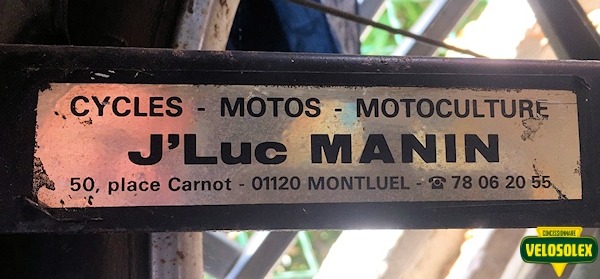 CYCLES - MOTOS - MOTOCULTURE
J'Luc MANIN
50, place Carnot - 01120 MONTLUEL - ☎ 78 06 20 55
CONCESSIONNAIRE
VELOSOLEX